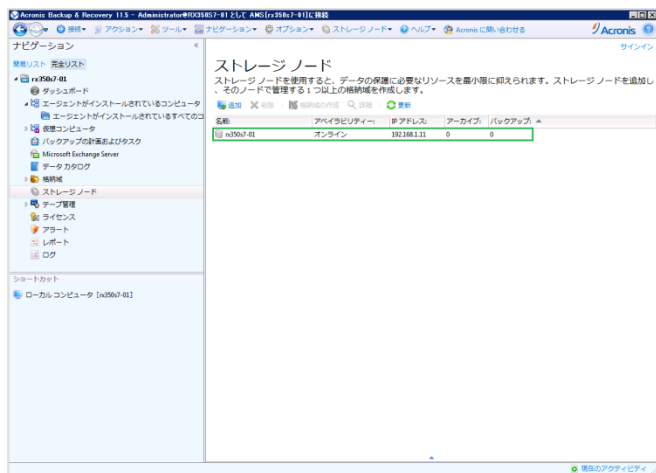 Acronis Backup & Recovery 11.5 - Administrator@RX350S7-01 として AMS[rx350s7-01]に接続
接続 アクション ツール ナビゲーション オプション ストレージ ノード ヘルプ Acronis に問い合わせる Acronis
ナビゲーション
サインイン
簡易リスト 完全リスト
rx350s7-01
ダッシュボード
エージェントがインストールされているコンピュータ
エージェントがインストールされているすべてのコ
仮想コンピュータ
バックアップの計画およびタスク
Microsoft Exchange Server
データ カタログ
格納域
ストレージ ノード
テープ管理
ライセンス
アラート
レポート
ログ
ショートカット
ローカル コンピュータ [rx350s7-01]
ストレージ ノード
ストレージ ノードを使用すると、データの保護に必要なリソースを最小限に抑えられます。ストレージ ノードを追加し
、そのノードで管理する 1 つ以上の格納域を作成します。
追加 削除 格納域の作成 詳細 更新
名前: アベイラビリティー: IP アドレス: アーカイブ: バックアップ:
rx350s7-01 オンライン 192.168.1.11 0 0
現在のアクティビティ